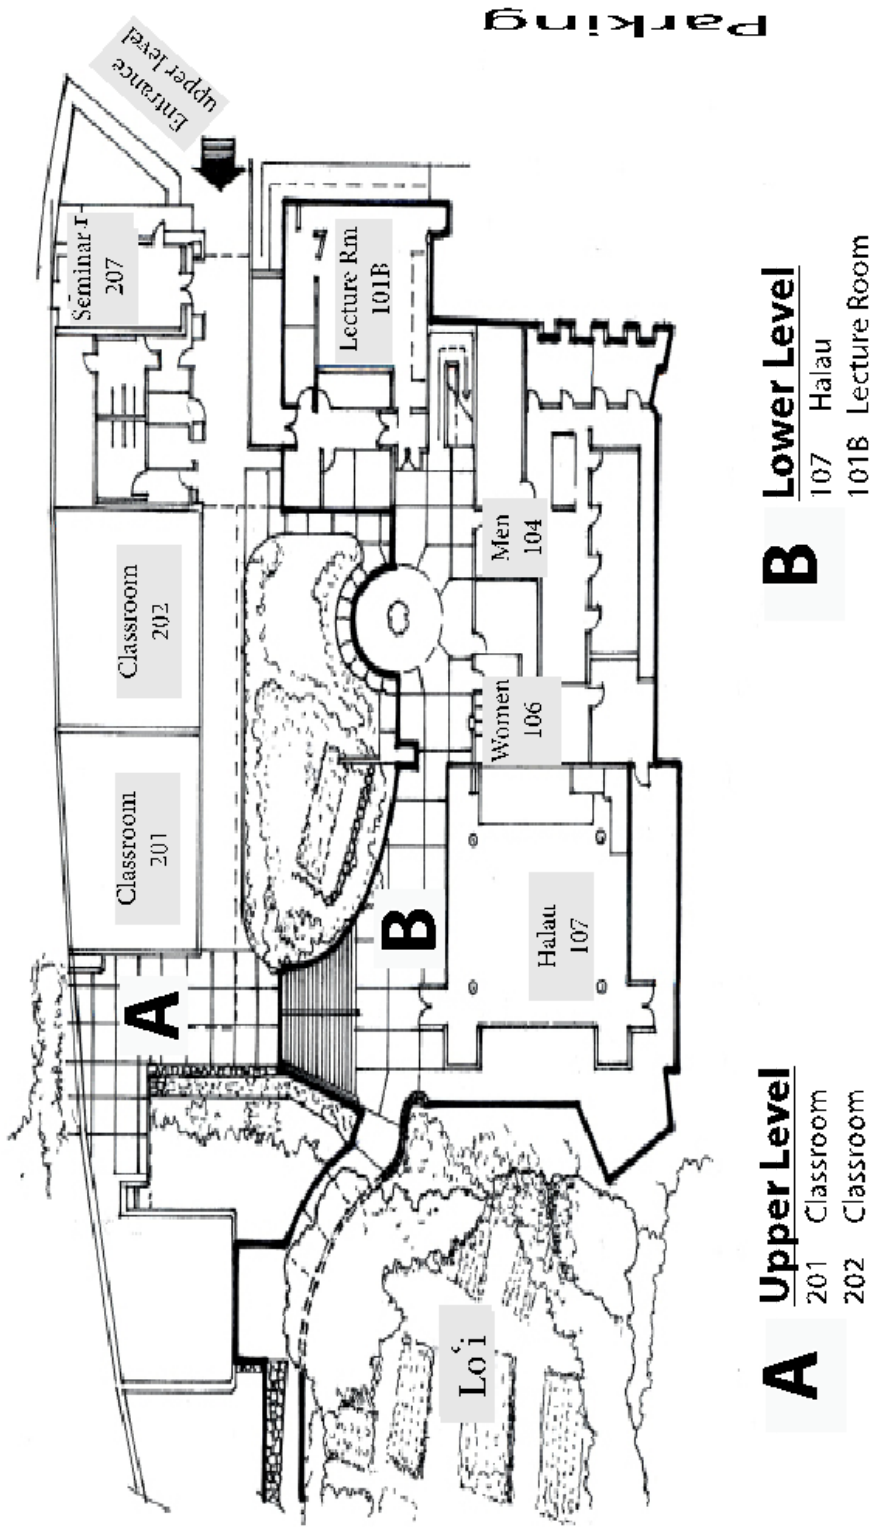 Parking
Entrance
upper level
Seminar r
207
Lecture Rm
101B
Classroom
202
Men
104
Women
106
Classroom
201
B
Halau
107
A
Loʻi
A
Upper Level
201 Classroom
202 Classroom
B
Lower Level
107 Halau
101B Lecture Room